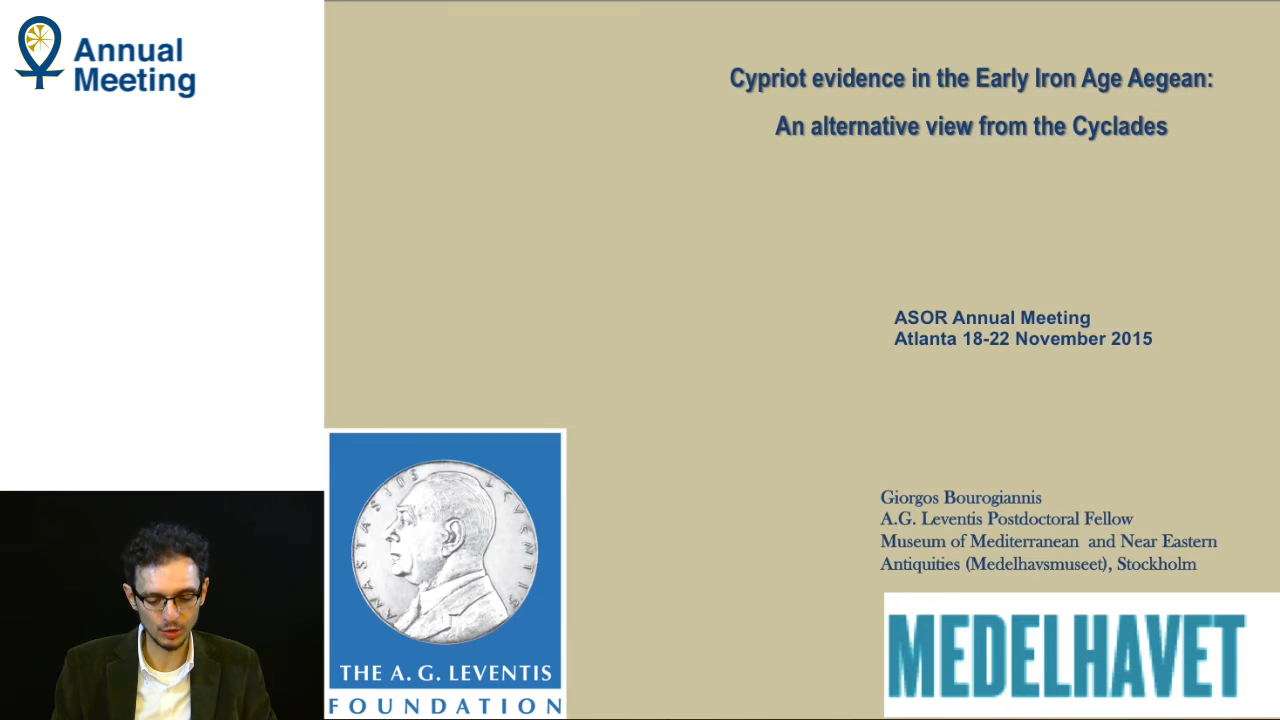 Annual
Meeting
Cypriot evidence in the Early Iron Age Aegean:
An alternative view from the Cyclades
ASOR Annual Meeting
Atlanta 18-22 November 2015
Giorgos Bourogiannis
A.G. Leventis Postdoctoral Fellow
Museum of Mediterranean and Near Eastern
Antiquities (Medelhavsmuseet), Stockholm
ANASTASIOS LEVENTIS
THE A. G. LEVENTIS
FOUNDATION
MEDELHAVET